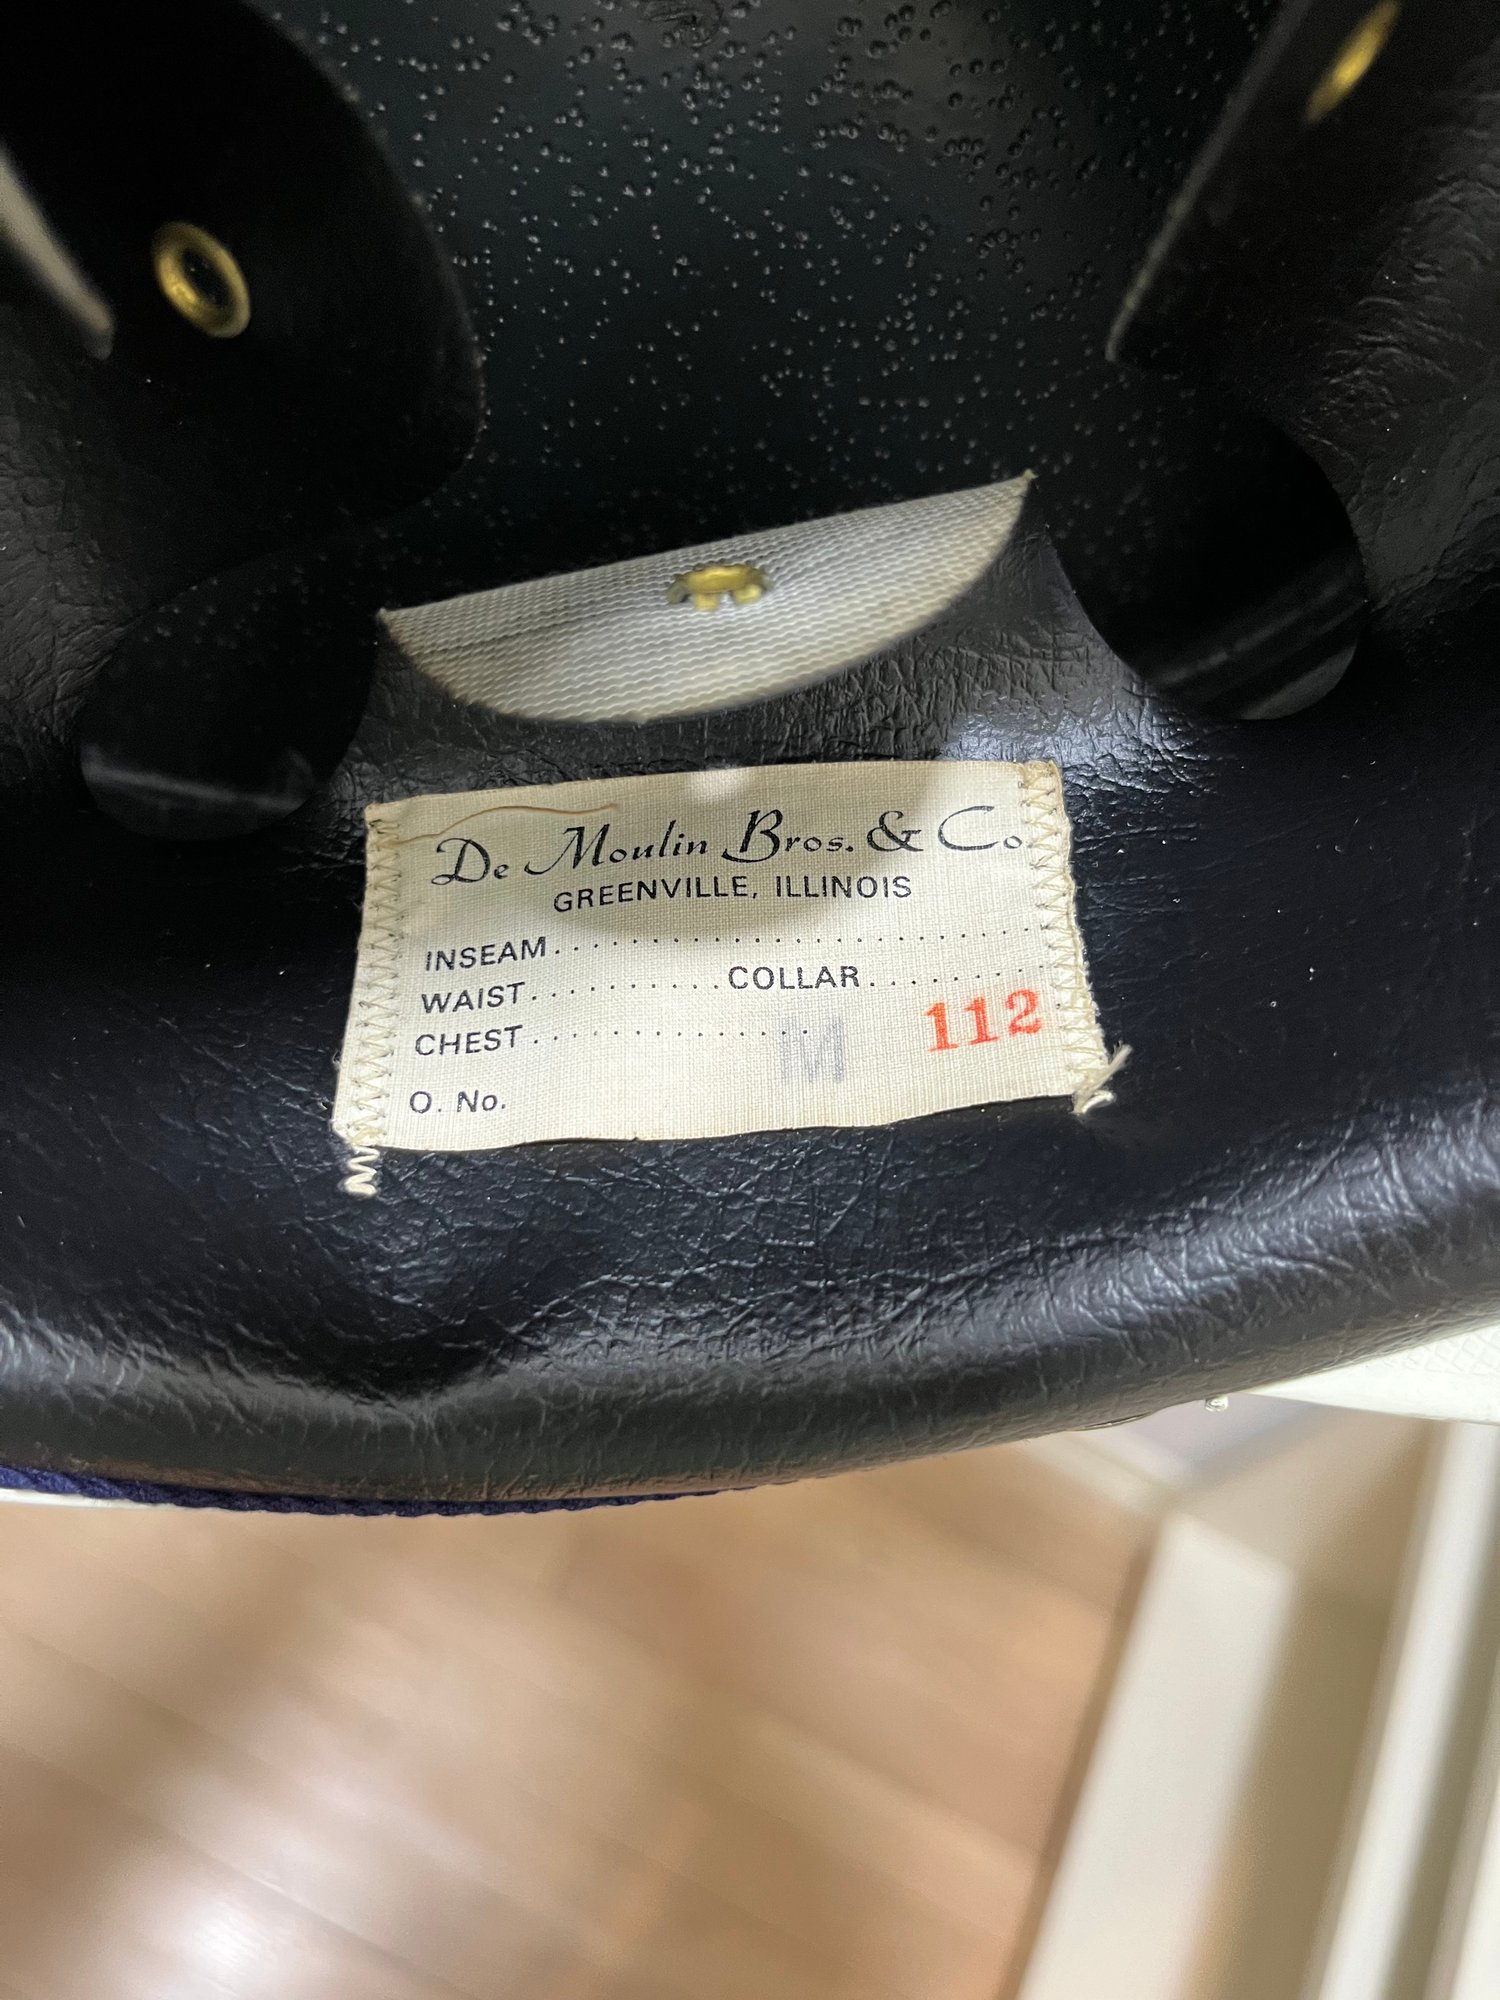 De Moulin Bros. & Co.
GREENVILLE, ILLINOIS
INSEAM......................
WAIST..........COLLAR........
CHEST............... M 112
O. No.